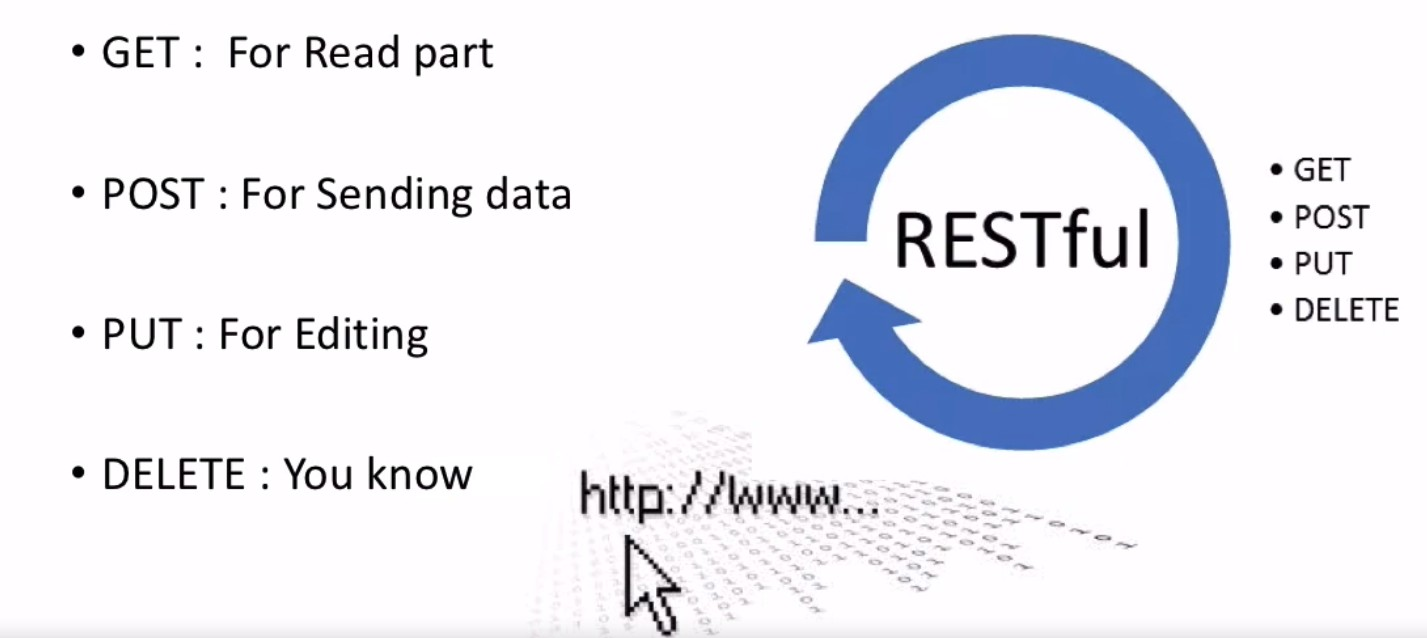 • GET :  For Read part
• POST : For Sending data
• PUT : For Editing
• DELETE : You know
RESTful
• GET
• POST
• PUT
• DELETE
http://www...